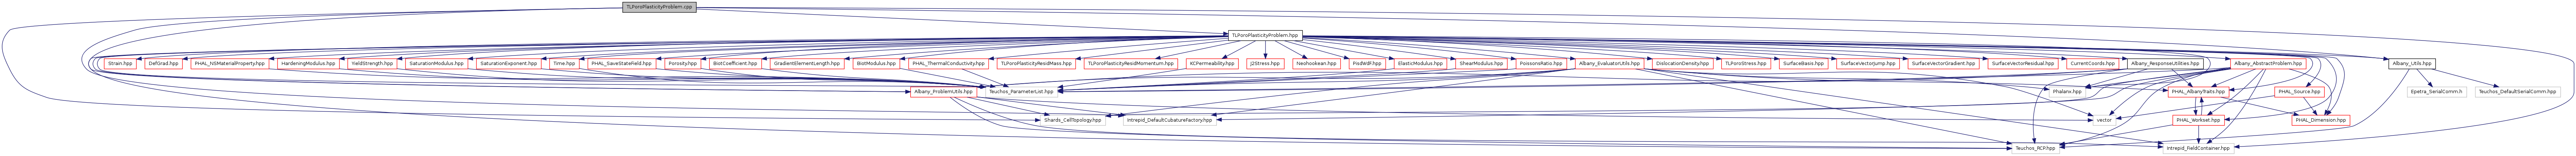 TLPoroPlasticityProblem.cpp
TLPoroPlasticityProblem.hpp
Strain.hpp
DefGrad.hpp
PHAL_NSMaterialProperty.hpp
HardeningModulus.hpp
YieldStrength.hpp
SaturationModulus.hpp
SaturationExponent.hpp
Time.hpp
PHAL_SaveStateField.hpp
Porosity.hpp
BiotCoefficient.hpp
GradientElementLength.hpp
BiotModulus.hpp
PHAL_ThermalConductivity.hpp
TLPoroPlasticityResidMass.hpp
TLPoroPlasticityResidMomentum.hpp
KCPermeability.hpp
J2Stress.hpp
Neohookean.hpp
PisdWdF.hpp
ElasticModulus.hpp
ShearModulus.hpp
PoissonsRatio.hpp
Albany_EvaluatorUtils.hpp
DislocationDensity.hpp
TLPoroStress.hpp
SurfaceBasis.hpp
SurfaceVectorJump.hpp
SurfaceVectorGradient.hpp
SurfaceVectorResidual.hpp
CurrentCoords.hpp
Albany_ResponseUtilities.hpp
Albany_AbstractProblem.hpp
Albany_Utils.hpp
Albany_ProblemUtils.hpp
Teuchos_ParameterList.hpp
Phalanx.hpp
PHAL_AlbanyTraits.hpp
PHAL_Source.hpp
Epetra_SerialComm.h
Teuchos_DefaultSerialComm.hpp
Shards_CellTopology.hpp
Intrepid_DefaultCubatureFactory.hpp
vector
PHAL_Workset.hpp
PHAL_Dimension.hpp
Teuchos_RCP.hpp
Intrepid_FieldContainer.hpp